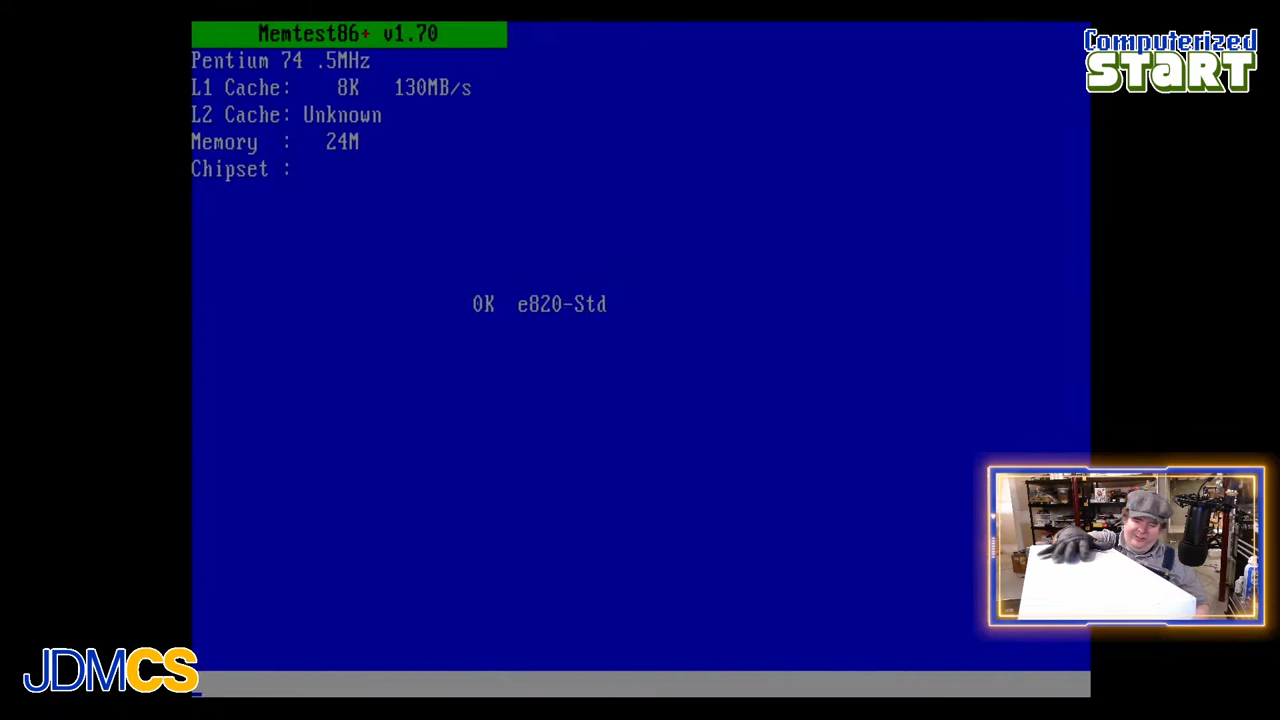 Memtest86+ v1.70
Pentium 74 .5MHz
L1 Cache: 8K 130MB/s
L2 Cache: Unknown
Memory : 24M
Chipset :
OK e820-Std
Computerized
START
JDMCS